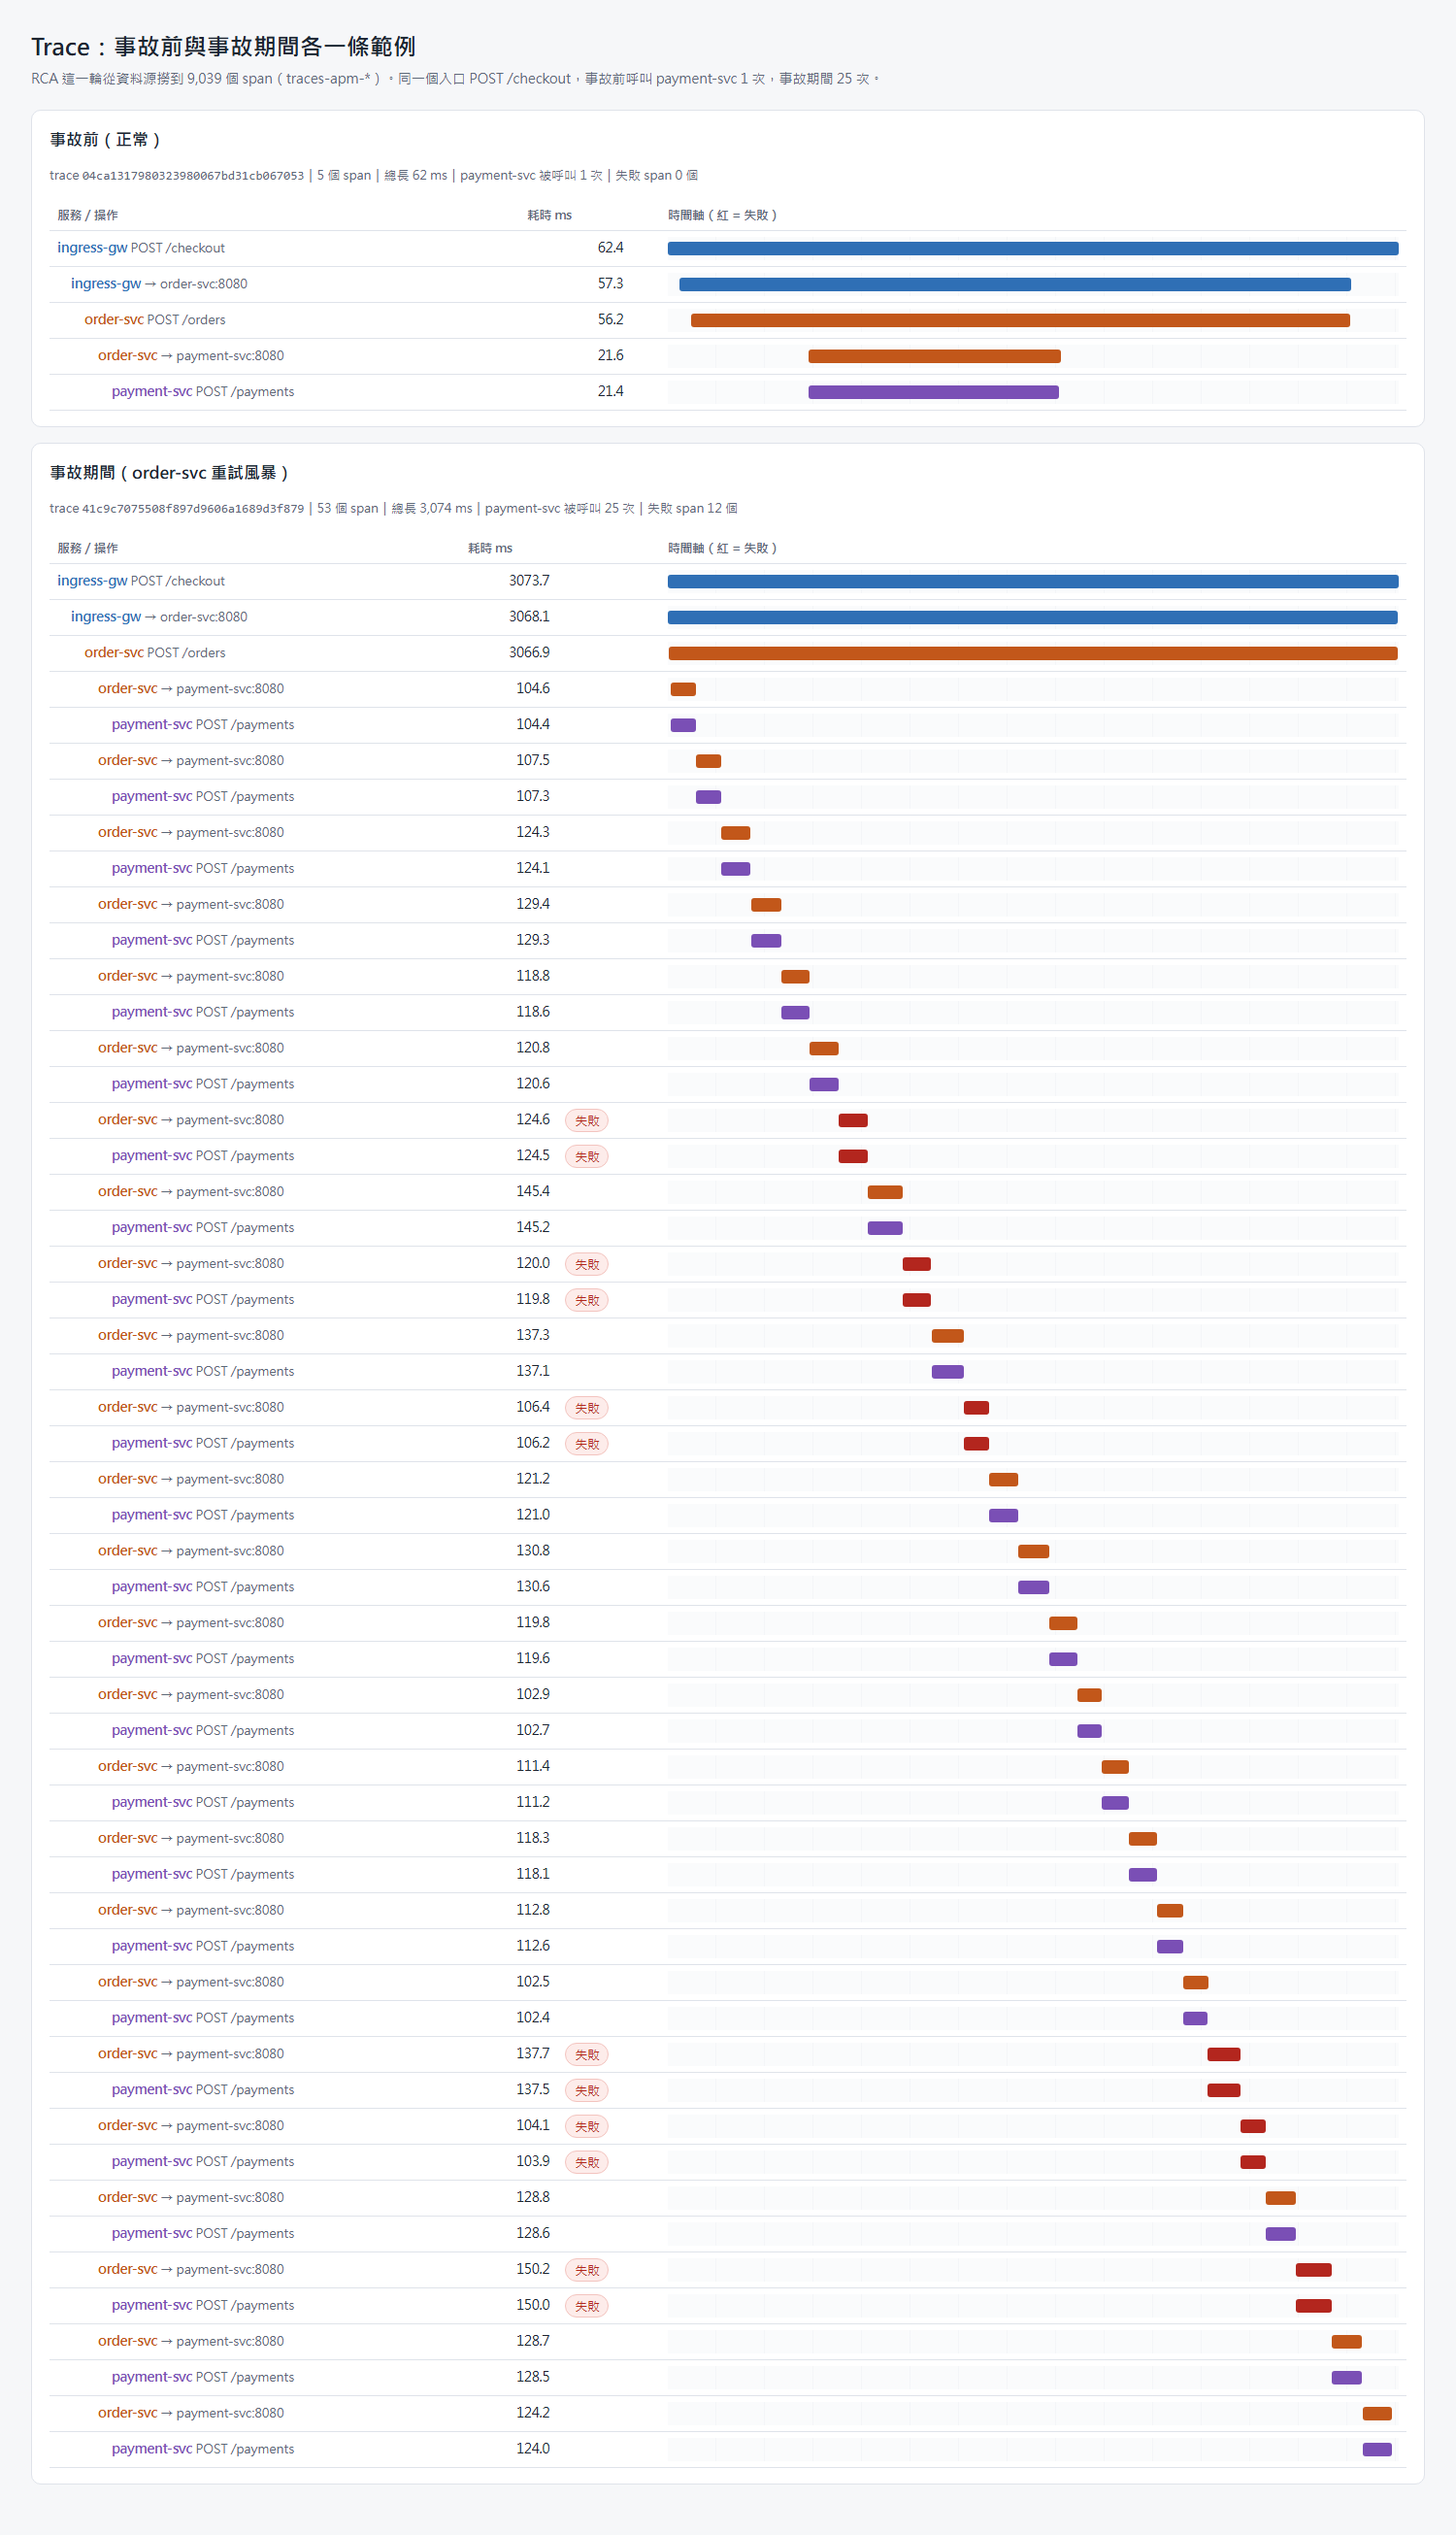 Trace：事故前與事故期間各一條範例
RCA 這一輪從資料源撈到 9,039 個 span（traces-apm-*）。同一個入口 POST /checkout，事故前呼叫 payment-svc 1 次，事故期間 25 次。
事故前（正常）
trace 04ca1317980323980067bd31cb067053｜5 個 span｜總長 62 ms｜payment-svc 被呼叫 1 次｜失敗 span 0 個
服務 / 操作 耗時 ms 時間軸（紅 = 失敗）
ingress-gw POST /checkout 62.4
ingress-gw → order-svc:8080 57.3
order-svc POST /orders 56.2
order-svc → payment-svc:8080 21.6
payment-svc POST /payments 21.4
事故期間（order-svc 重試風暴）
trace 41c9c7075508f897d9606a1689d3f879｜53 個 span｜總長 3,074 ms｜payment-svc 被呼叫 25 次｜失敗 span 12 個
服務 / 操作 耗時 ms 時間軸（紅 = 失敗）
ingress-gw POST /checkout 3073.7
ingress-gw → order-svc:8080 3068.1
order-svc POST /orders 3066.9
order-svc → payment-svc:8080 104.6
payment-svc POST /payments 104.4
order-svc → payment-svc:8080 107.5
payment-svc POST /payments 107.3
order-svc → payment-svc:8080 124.3
payment-svc POST /payments 124.1
order-svc → payment-svc:8080 129.4
payment-svc POST /payments 129.3
order-svc → payment-svc:8080 118.8
payment-svc POST /payments 118.6
order-svc → payment-svc:8080 120.8
payment-svc POST /payments 120.6
order-svc → payment-svc:8080 124.6 失敗
payment-svc POST /payments 124.5 失敗
order-svc → payment-svc:8080 145.4
payment-svc POST /payments 145.2
order-svc → payment-svc:8080 120.0 失敗
payment-svc POST /payments 119.8 失敗
order-svc → payment-svc:8080 137.3
payment-svc POST /payments 137.1
order-svc → payment-svc:8080 106.4 失敗
payment-svc POST /payments 106.2 失敗
order-svc → payment-svc:8080 121.2
payment-svc POST /payments 121.0
order-svc → payment-svc:8080 130.8
payment-svc POST /payments 130.6
order-svc → payment-svc:8080 119.8
payment-svc POST /payments 119.6
order-svc → payment-svc:8080 102.9
payment-svc POST /payments 102.7
order-svc → payment-svc:8080 111.4
payment-svc POST /payments 111.2
order-svc → payment-svc:8080 118.3
payment-svc POST /payments 118.1
order-svc → payment-svc:8080 112.8
payment-svc POST /payments 112.6
order-svc → payment-svc:8080 102.5
payment-svc POST /payments 102.4
order-svc → payment-svc:8080 137.7 失敗
payment-svc POST /payments 137.5 失敗
order-svc → payment-svc:8080 104.1 失敗
payment-svc POST /payments 103.9 失敗
order-svc → payment-svc:8080 128.8
payment-svc POST /payments 128.6
order-svc → payment-svc:8080 150.2 失敗
payment-svc POST /payments 150.0 失敗
order-svc → payment-svc:8080 128.7
payment-svc POST /payments 128.5
order-svc → payment-svc:8080 124.2
payment-svc POST /payments 124.0